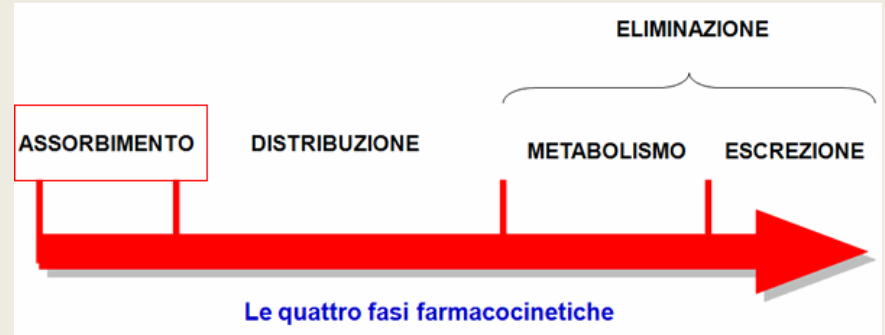 ELIMINAZIONE
ASSORBIMENTO DISTRIBUZIONE METABOLISMO ESCREZIONE
Le quattro fasi farmacocinetiche